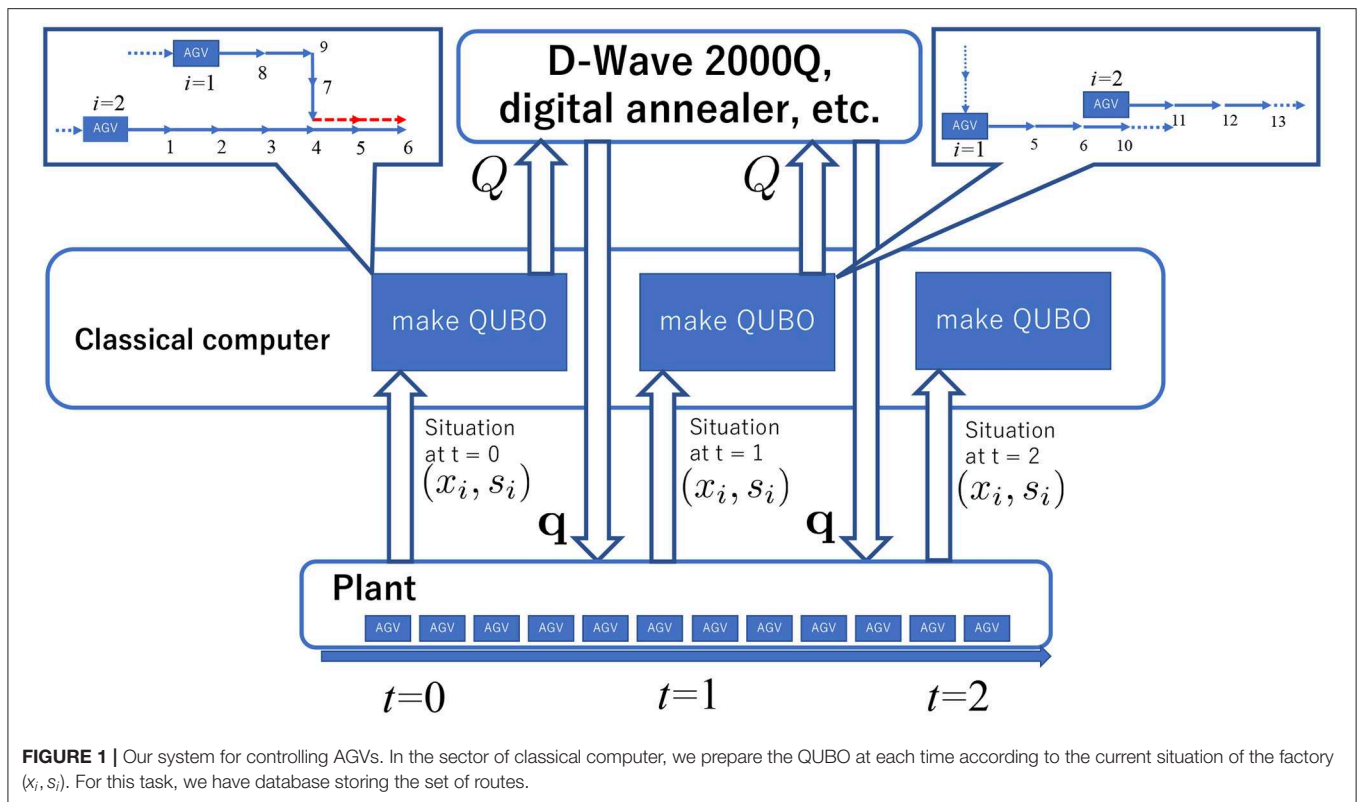 AGV
8
9
i=1
7
i=2
AGV
1
2
3
4
5
6
D-Wave 2000Q,
digital annealer, etc.
i=2
AGV
AGV
11
12
13
i=1
5
6
10
Q
Q
Classical computer
make QUBO
make QUBO
make QUBO
Situation
at t = 0
(x_i, s_i)
Situation
at t = 1
(x_i, s_i)
Situation
at t = 2
(x_i, s_i)
q
q
Plant
AGV AGV AGV AGV AGV AGV AGV AGV AGV AGV AGV AGV
t=0
t=1
t=2
FIGURE 1 | Our system for controlling AGVs. In the sector of classical computer, we prepare the QUBO at each time according to the current situation of the factory
(x_i, s_i). For this task, we have database storing the set of routes.